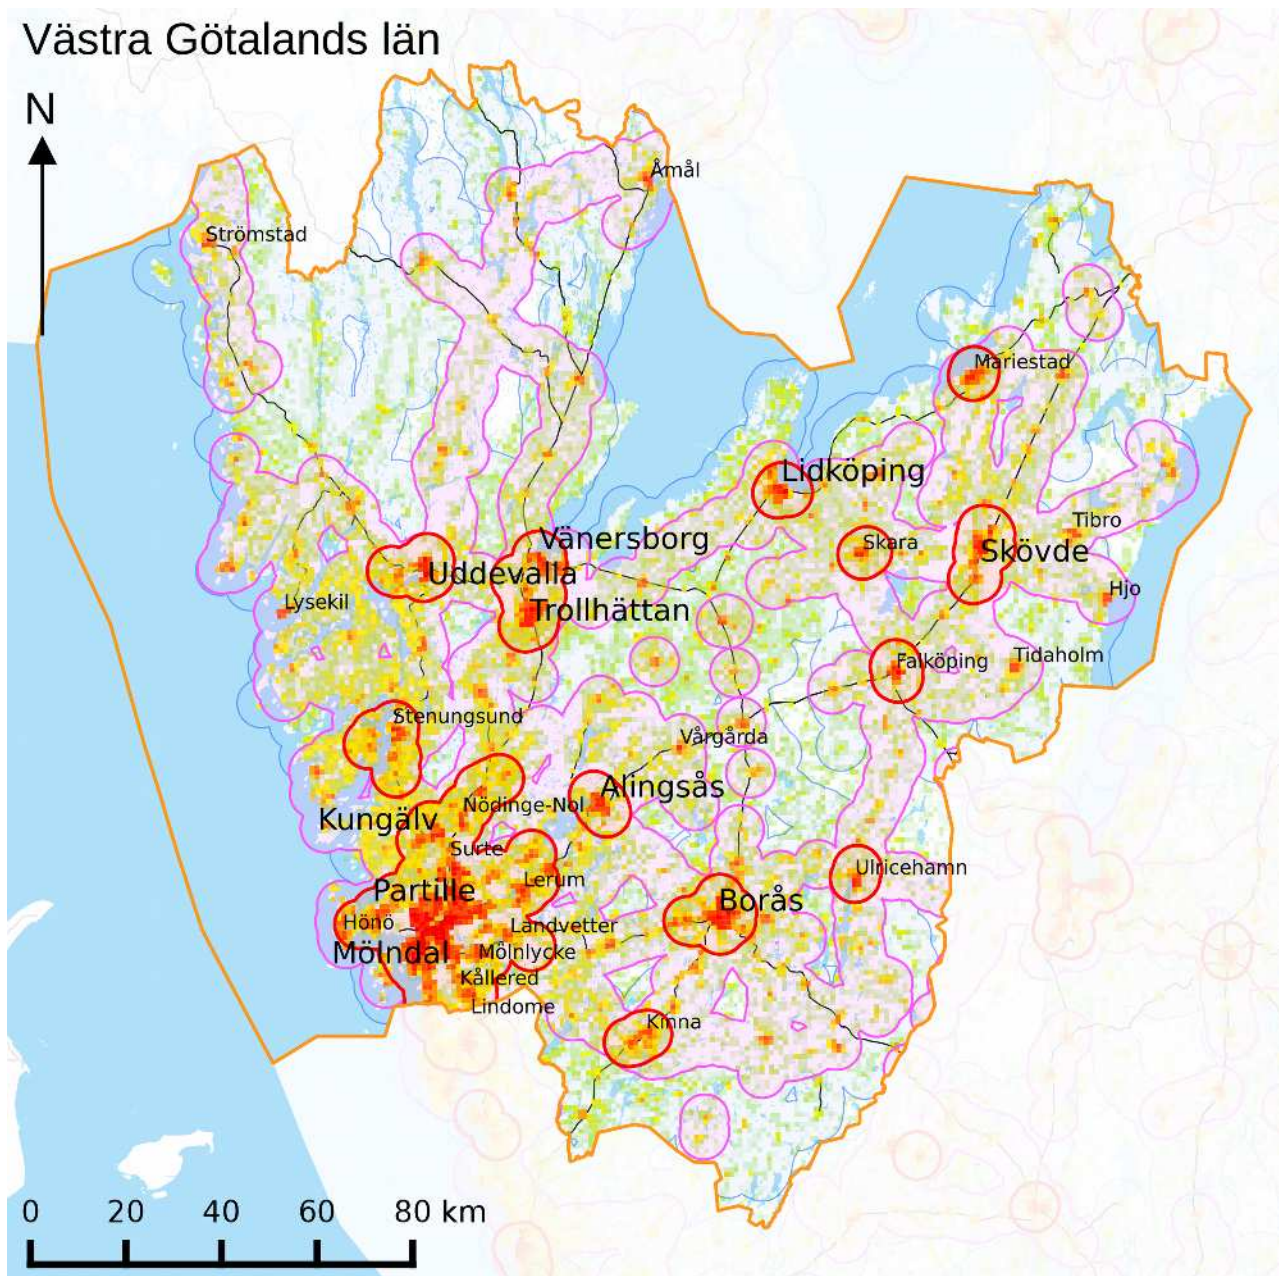 Västra Götalands län
N
Åmål
Strömstad
Mariestad
Lidköping
Tibro
Vänersborg
Skara
Skövde
Uddevalla
Hjo
Lysekil
Trollhättan
Falköping
Tidaholm
Stenungsund
Vårgårda
Alingsås
Nödinge-Nol
Kungälv
Surte
Ulricehamn
Lerum
Partille
Borås
Hönö
Landvetter
Mölndal
Mölnlycke
Kållered
Lindome
Kinna
0 20 40 60 80 km